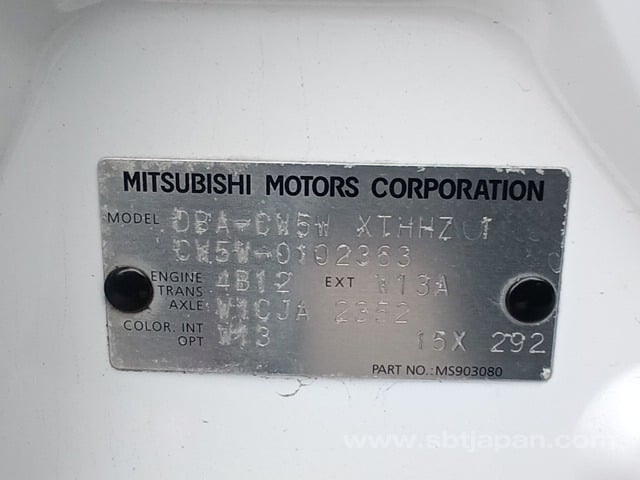 MITSUBISHI MOTORS CORPORATION
MODEL DBA-CW5W XTHHZ
CW5W-0102363
ENGINE 4B12 EXT W13A
TRANS AXLE W1CJA 2352
COLOR. INT OPT W13 15X 292
PART NO.: MS903080
www.sbtjapan.com